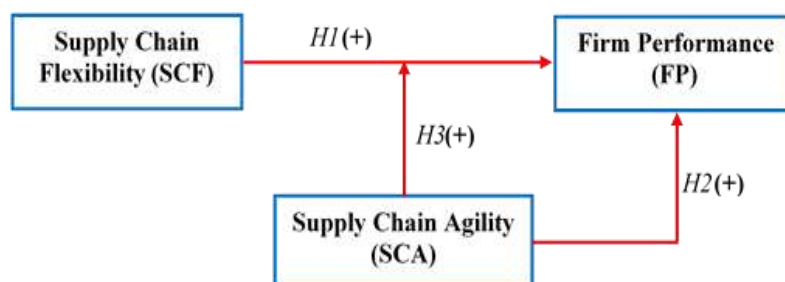 Supply Chain
Flexibility (SCF)
H1(+)
Firm Performance
(FP)
H3(+)
H2(+)
Supply Chain Agility
(SCA)